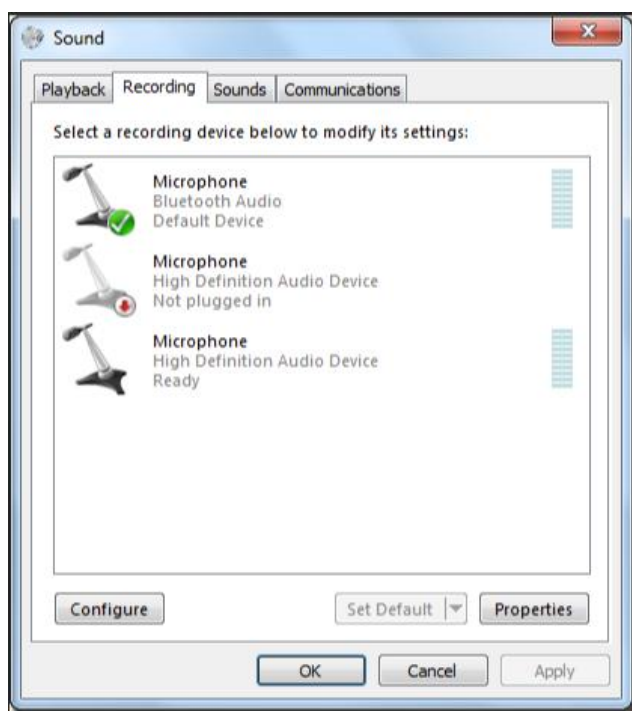 Sound
Playback Recording Sounds Communications
Select a recording device below to modify its settings:
Microphone
Bluetooth Audio
Default Device
Microphone
High Definition Audio Device
Not plugged in
Microphone
High Definition Audio Device
Ready
Configure Set Default Properties
OK Cancel Apply